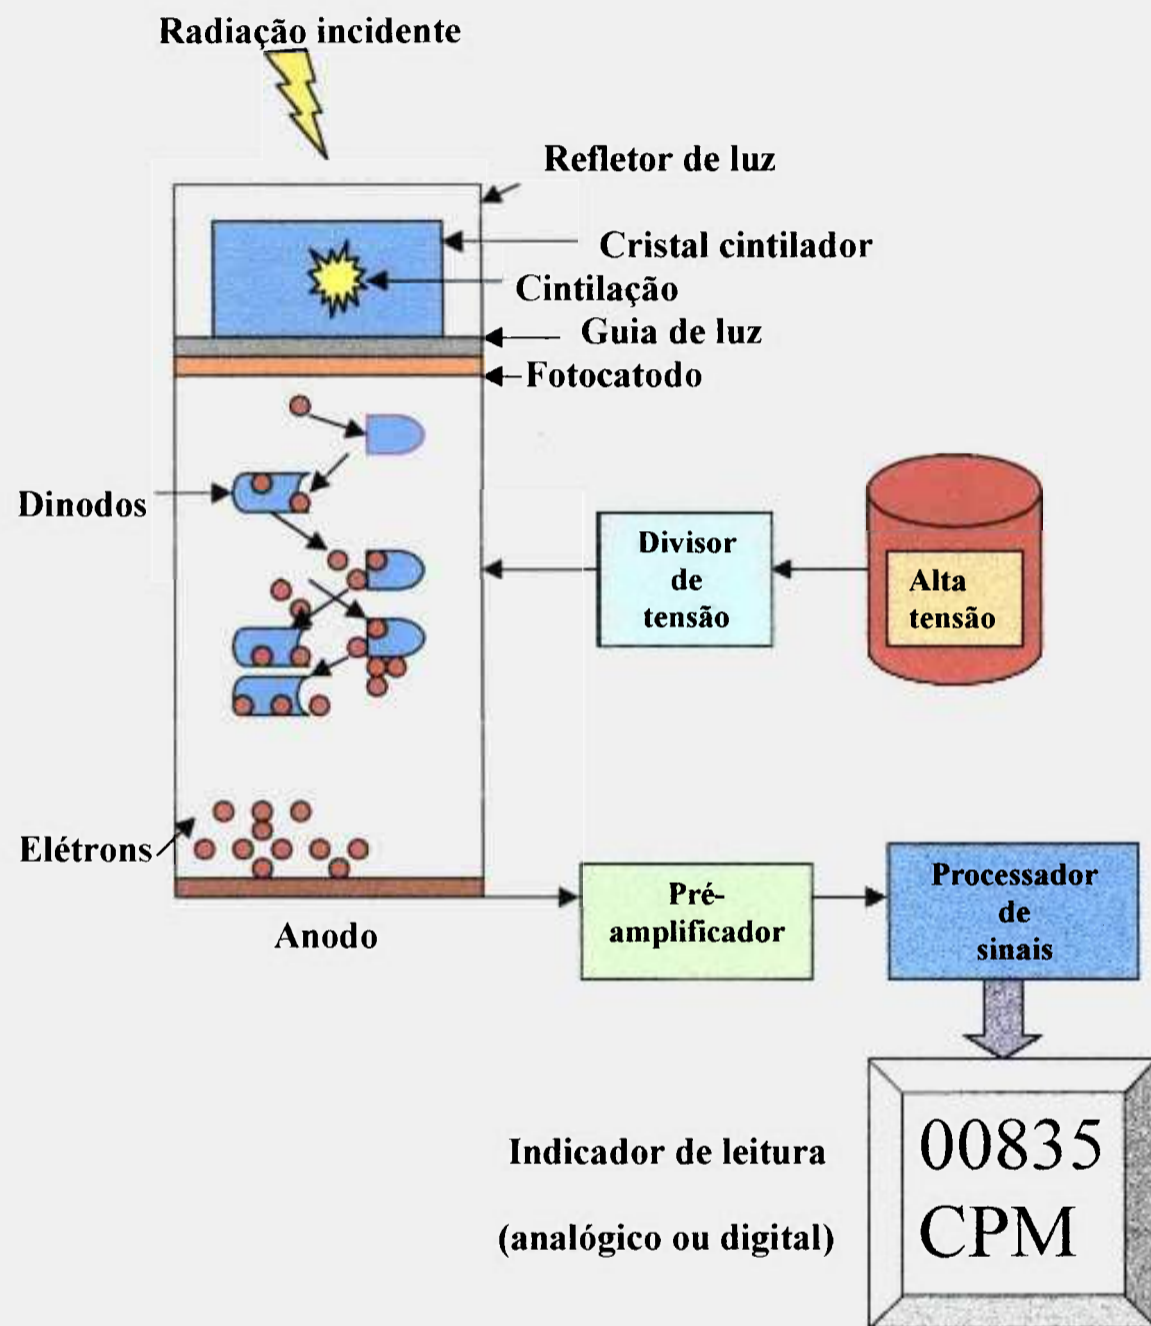 Radiação incidente
Refletor de luz
Cristal cintilador
Cintilação
Guia de luz
Fotocatodo
Dinodos
Divisor
de
tensão
Alta
tensão
Elétrons
Anodo
Pré-
amplificador
Processador
de
sinais
Indicador de leitura
(analógico ou digital)
00835
CPM